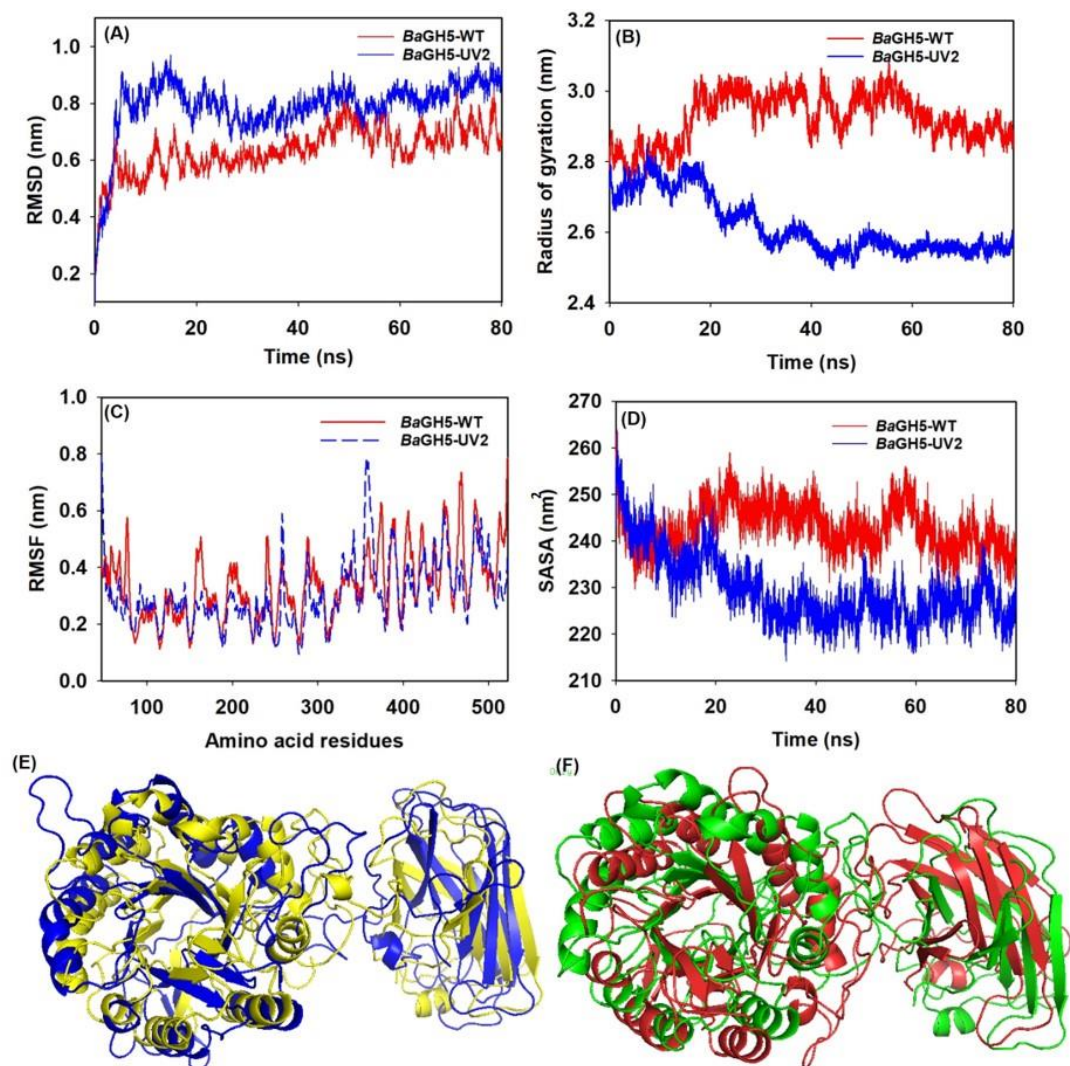 (A)
BaGH5-WT
BaGH5-UV2
1.0
0.8
0.6
0.4
0.2
RMSD (nm)
0 20 40 60 80
Time (ns)
(B)
BaGH5-WT
BaGH5-UV2
3.2
3.0
2.8
2.6
2.4
Radius of gyration (nm)
0 20 40 60 80
Time (ns)
(C)
BaGH5-WT
BaGH5-UV2
1.0
0.8
0.6
0.4
0.2
0.0
RMSF (nm)
100 200 300 400 500
Amino acid residues
(D)
BaGH5-WT
BaGH5-UV2
270
260
250
240
230
220
210
SASA (nm²)
0 20 40 60 80
Time (ns)
(E)
(F)